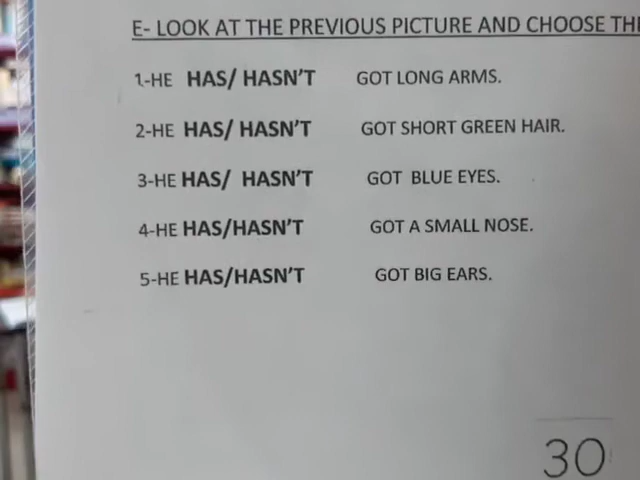 E- LOOK AT THE PREVIOUS PICTURE AND CHOOSE THE
1-HE HAS/ HASN'T GOT LONG ARMS.
2-HE HAS/ HASN'T GOT SHORT GREEN HAIR.
3-HE HAS/ HASN'T GOT BLUE EYES.
4-HE HAS/HASN'T GOT A SMALL NOSE.
5-HE HAS/HASN'T GOT BIG EARS.
30